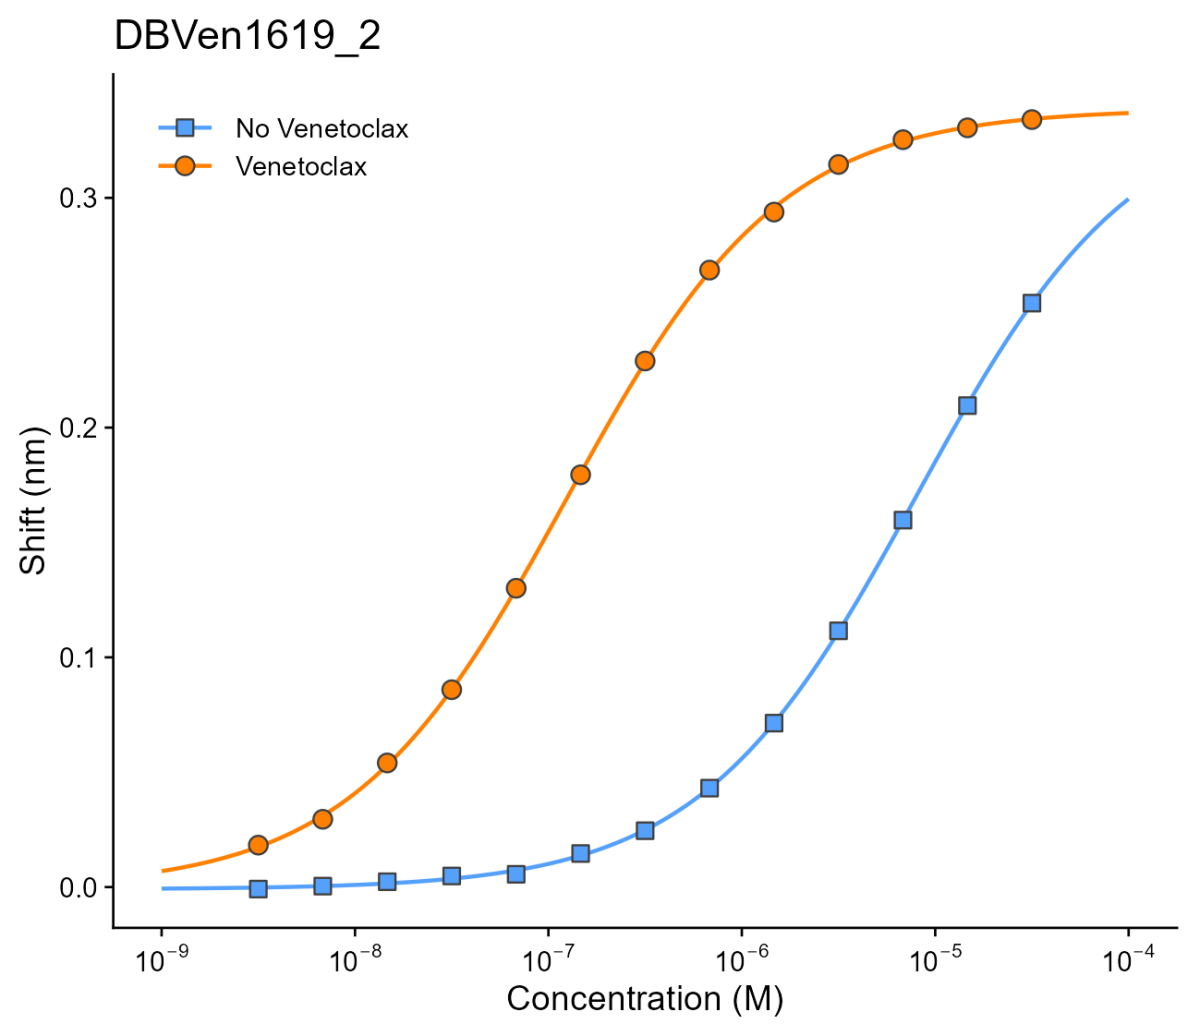 DBVen1619_2
No Venetoclax
Venetoclax
Shift (nm)
0.3
0.2
0.1
0.0
10⁻⁹ 10⁻⁸ 10⁻⁷ 10⁻⁶ 10⁻⁵ 10⁻⁴
Concentration (M)